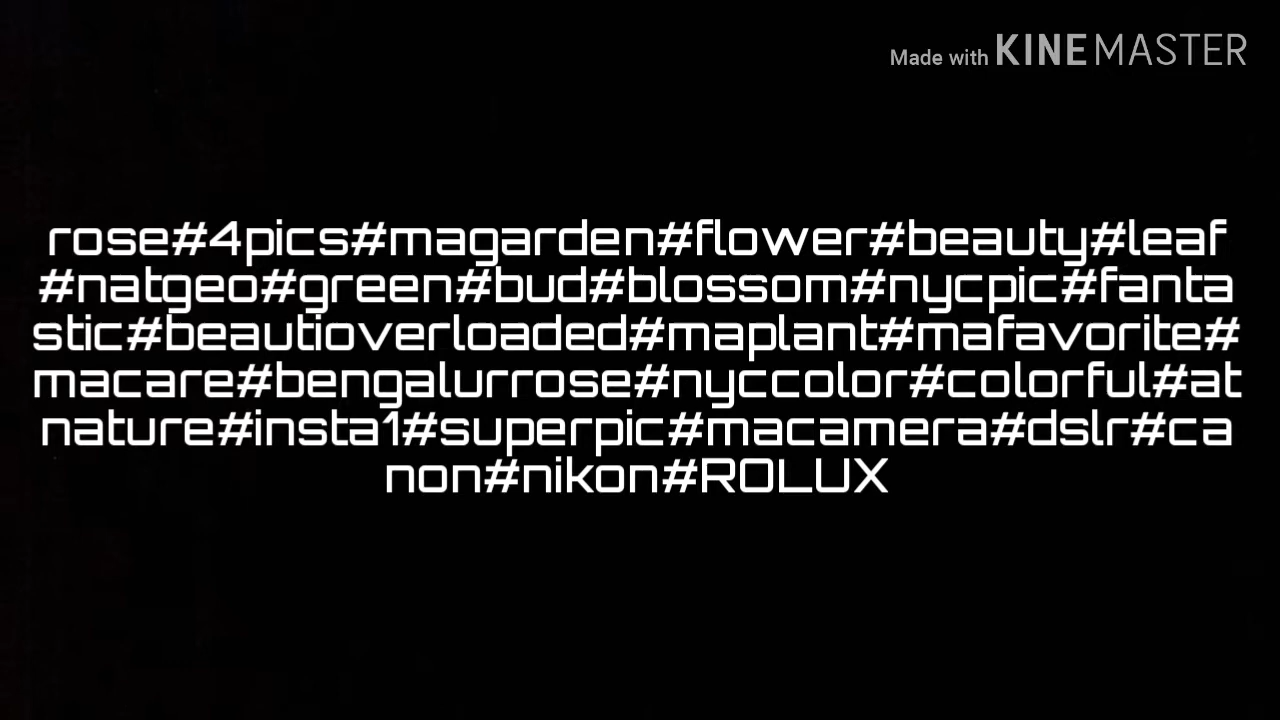 Made with KINEMASTER
rose#4pics#magarden#flower#beauty#leaf
#natgeo#green#bud#blossom#nycpic#fanta
stic#beautioverloaded#maplant#mafavorite#
macare#bengalurrose#nyccolor#colorful#at
nature#insta1#superpic#macamera#dslr#ca
non#nikon#ROLUX